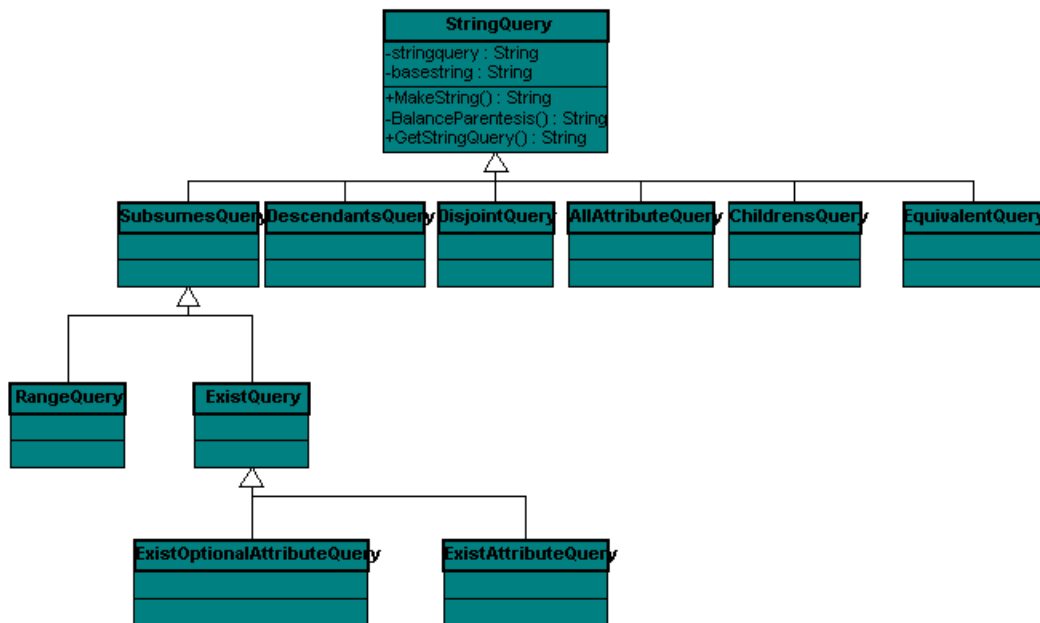 StringQuery
-stringquery : String
-basestring : String
+MakeString() : String
-BalanceParentesis() : String
+GetStringQuery() : String
SubsumesQuery
DescendantsQuery
DisjointQuery
AllAttributeQuery
ChildrensQuery
EquivalentQuery
RangeQuery
ExistQuery
ExistOptionalAttributeQuery
ExistAttributeQuery